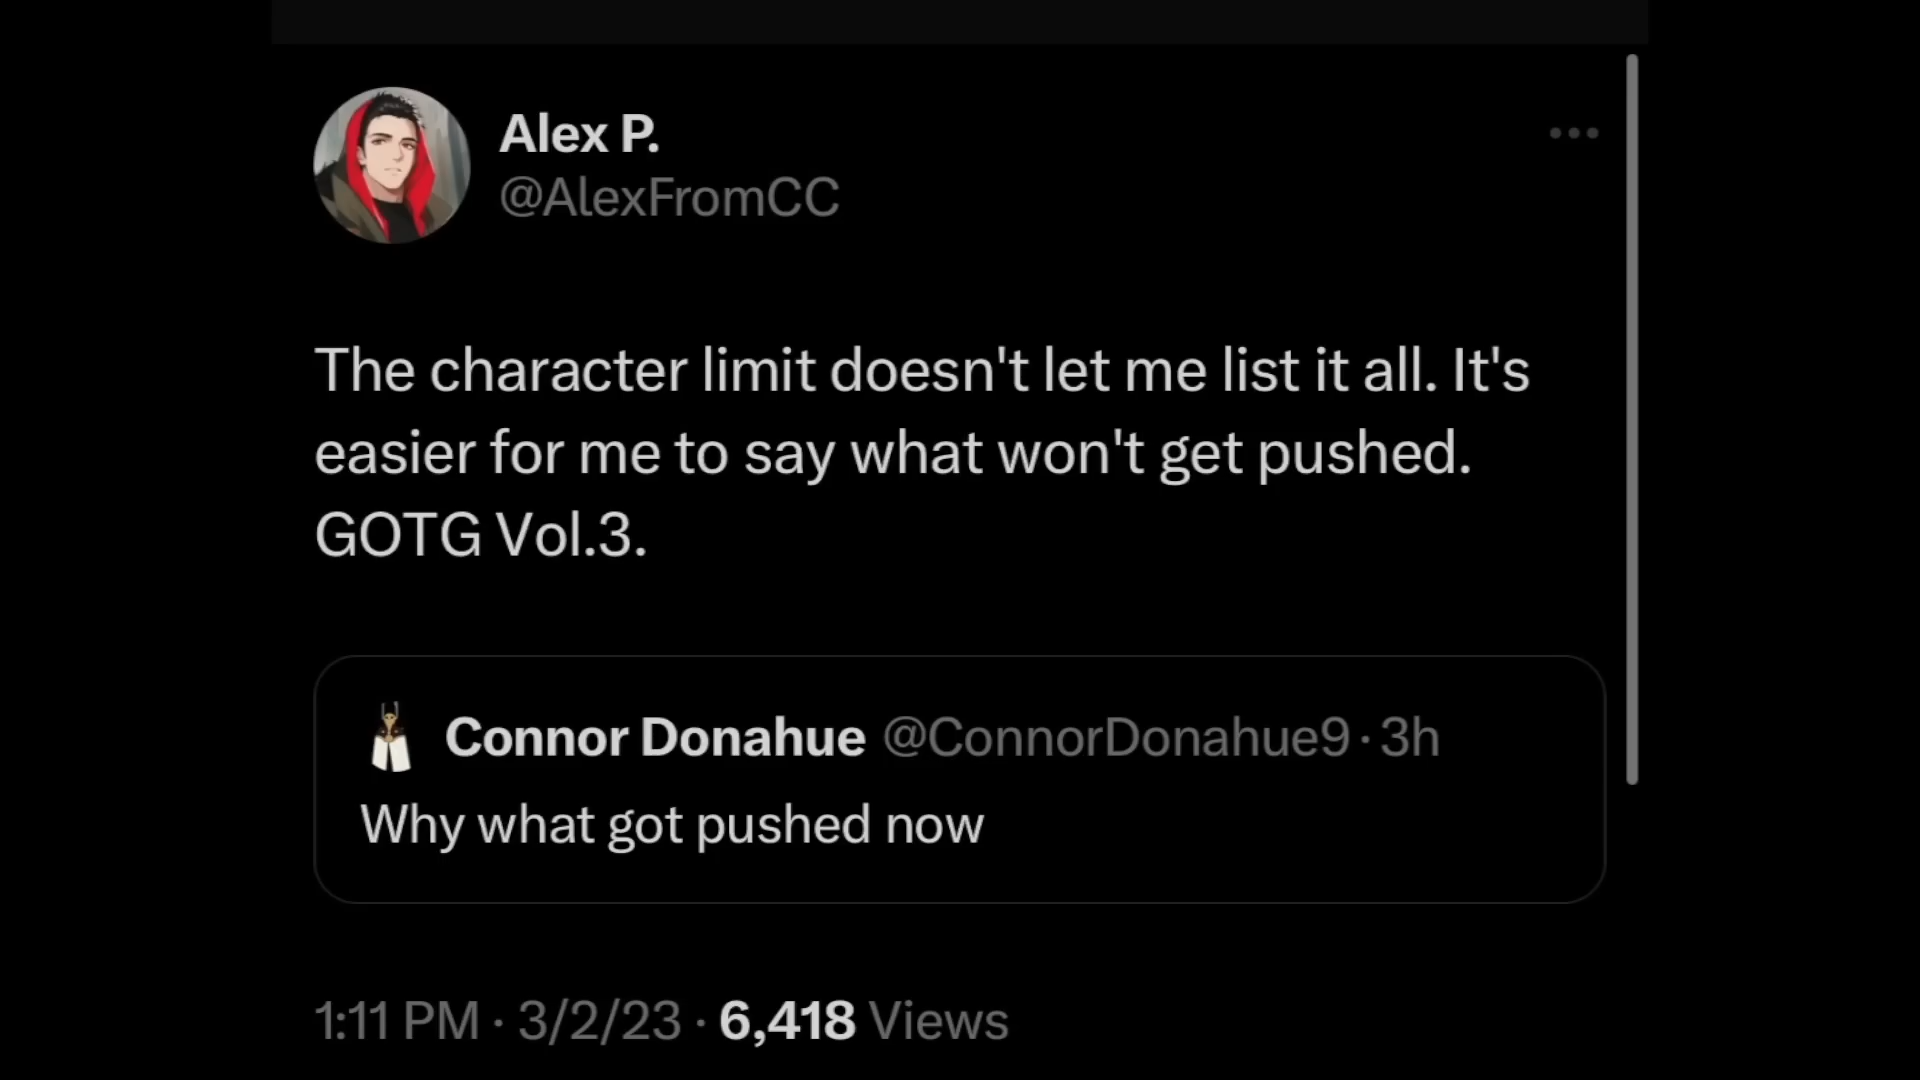 Alex P.
@AlexFromCC
The character limit doesn't let me list it all. It's
easier for me to say what won't get pushed.
GOTG Vol.3.
Connor Donahue @ConnorDonahue9 · 3h
Why what got pushed now
1:11 PM · 3/2/23 · 6,418 Views